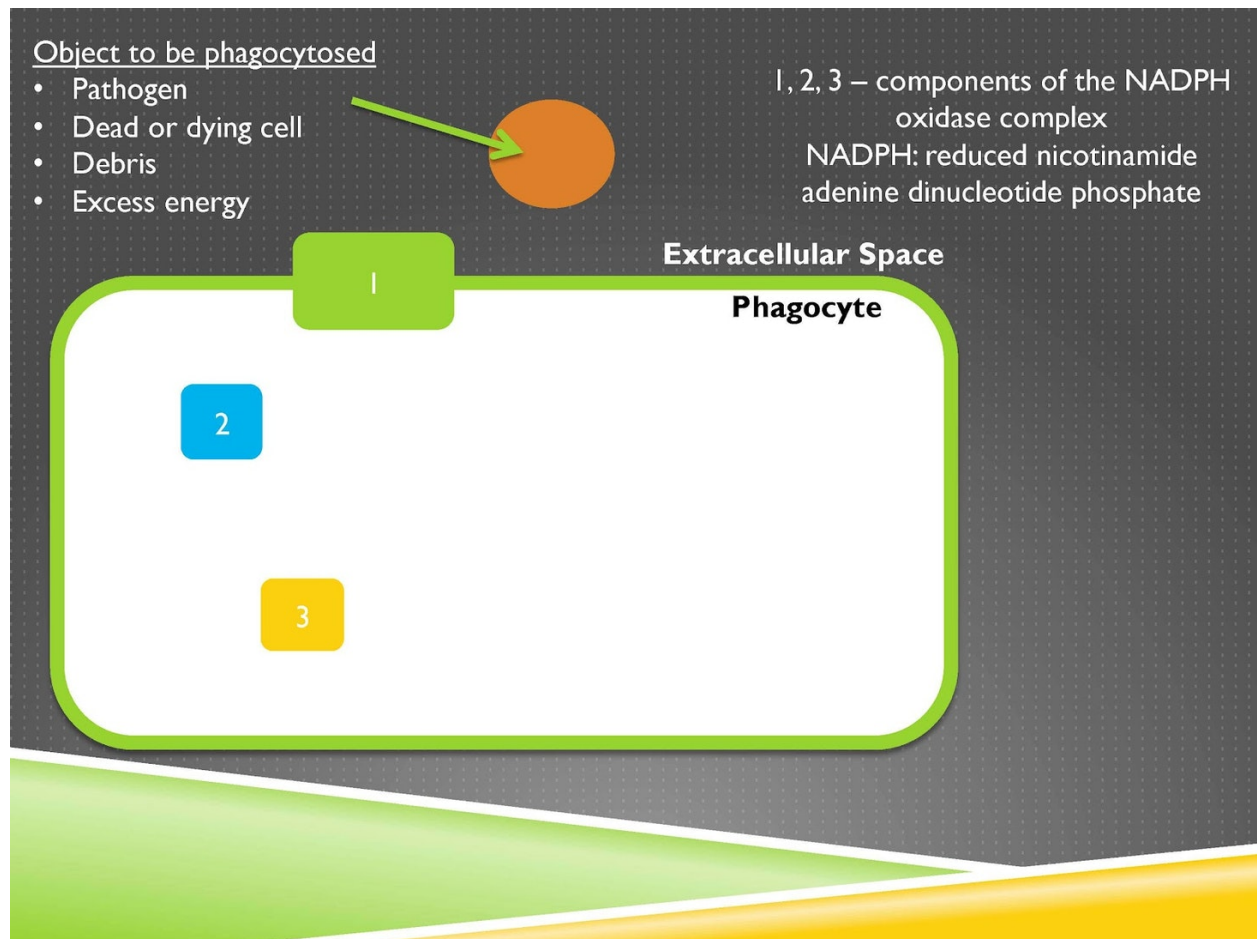 Object to be phagocytosed
• Pathogen
• Dead or dying cell
• Debris
• Excess energy
1, 2, 3 – components of the NADPH
oxidase complex
NADPH: reduced nicotinamide
adenine dinucleotide phosphate
Extracellular Space
1
Phagocyte
2
3